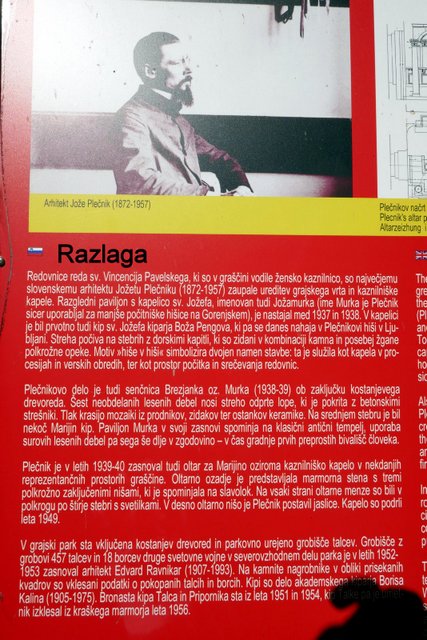 Arhitekt Jože Plečnik (1872-1957)
Plečnikov načrt
Plecnik's altar p
Altarzeizhung i
Razlaga
Redovnice reda sv. Vincencija Pavelskega, ki so v graščini vodile žensko kaznilnico, so največjemu
slovenskemu arhitektu Jožetu Plečniku (1872-1957) zaupale ureditev grajskega vrta in kaznilniške
kapele. Razgledni paviljon s kapelico sv. Jožefa, imenovan tudi Jožamurka (ime Murka je Plečnik
sicer uporabljal za manjše počitniške hišice na Gorenjskem), je nastajal med 1937 in 1938. V kapelici
je bil prvotno tudi kip sv. Jožefa kiparja Boža Pengova, ki pa se danes nahaja v Plečnikovi hiši v Lju-
bljani. Streha počiva na stebrih z dorskimi kapitli, ki so zidani v kombinaciji kamna in posebej žgane
polkrožne opeke. Motiv »hiše v hiši« simbolizira dvojen namen stavbe: ta je služila kot kapela v pro-
cesijah in verskih obredih, ter kot prostor počitka in srečevanja redovnic.
Plečnikovo delo je tudi senčnica Brezjanka oz. Murka (1938-39) ob zaključku kostanjevega
drevoreda. Šest neobdelanih lesenih debel nosi streho odprte lope, ki je pokrita z betonskimi
strešniki. Tlak krasijo mozaiki iz prodnikov, zidakov ter ostankov keramike. Na srednjem stebru je bil
nekoč Marijin kip. Paviljon Murka v svoji zasnovi spominja na klasični antični tempelj, uporaba
surovih lesenih debel pa sega še dlje v zgodovino – v čas gradnje prvih preprostih bivališč človeka.
Plečnik je v letih 1939-40 zasnoval tudi oltar za Marijino oziroma kaznilniško kapelo v nekdanjih
reprezentančnih prostorih graščine. Oltarno ozadje je predstavljala marmorna stena s tremi
polkrožno zaključenimi nišami, ki je spominjala na slavolok. Na vsaki strani oltarne menze so bili v
polkrogu po štirje stebri s svetilkami. V desno oltarno nišo je Plečnik postavil jaslice. Kapelo so podrli
leta 1949.
V grajski park sta vključena kostanjev drevored in parkovno urejeno grobišče talcev. Grobišče z
grobovi 457 talcev in 18 borcev druge svetovne vojne v severovzhodnem delu parka je v letih 1952-
1953 zasnoval arhitekt Edvard Ravnikar (1907-1993). Na kamnite nagrobnike v obliki prisekanih
kvadrov so vklesani podatki o pokopanih talcih in borcih. Kipi so delo akademskega kiparja Borisa
Kalina (1905-1975). Bronasta kipa Talca in Pripornika sta iz leta 1951 in 1954,
nik izklesal iz kraškega marmorja leta 1956.